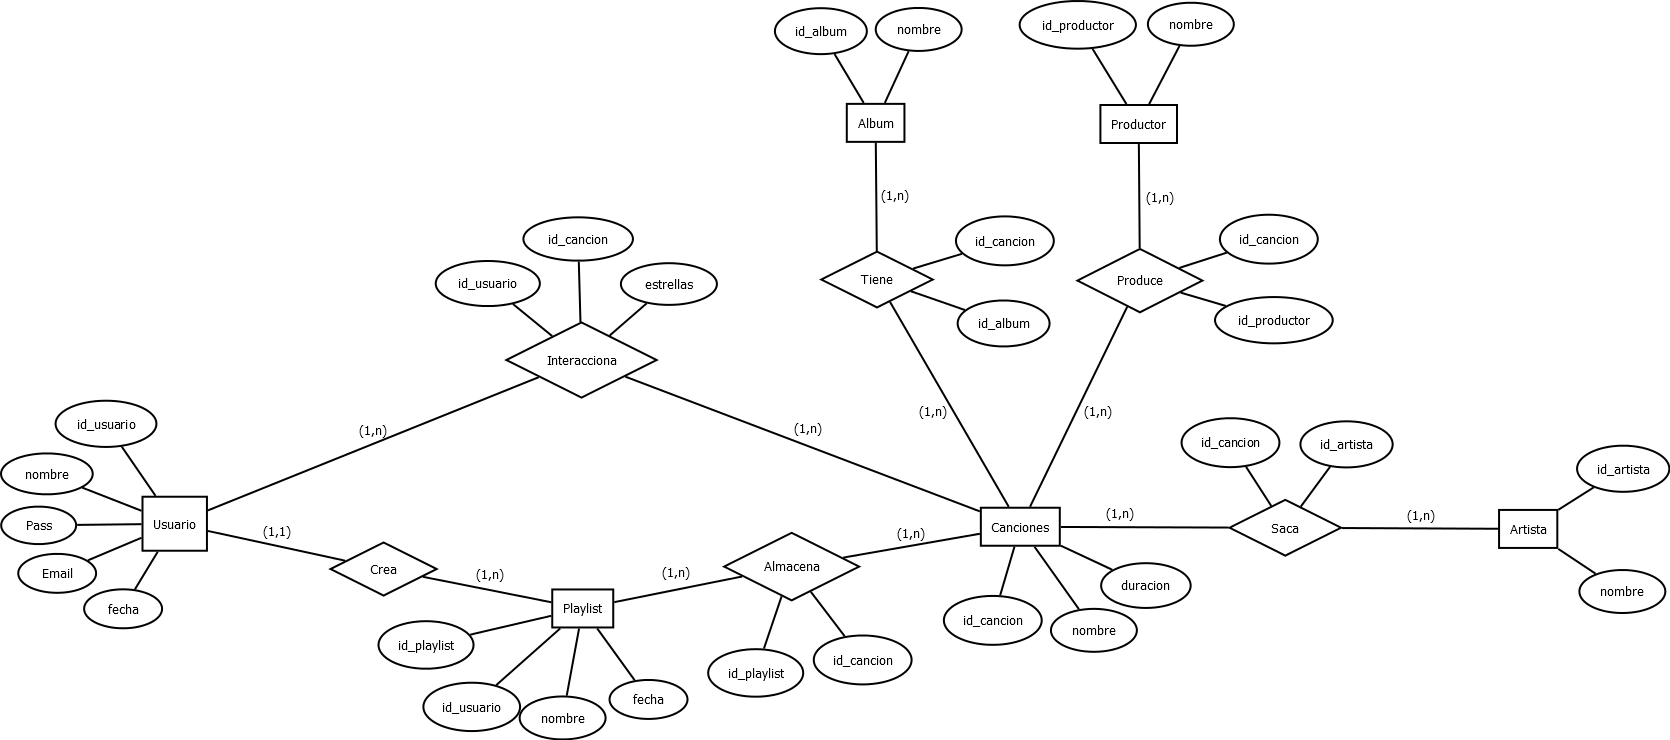 id_album
nombre
id_productor
nombre
Album
Productor
(1,n)
(1,n)
id_cancion
id_cancion
id_cancion
id_usuario
estrellas
Tiene
Produce
id_album
id_productor
Interacciona
(1,n)
(1,n)
id_usuario
(1,n)
(1,n)
id_cancion
id_artista
id_artista
nombre
Pass
Usuario
Email
fecha
(1,1)
Crea
(1,n)
Playlist
(1,n)
Almacena
(1,n)
Canciones
(1,n)
Saca
(1,n)
Artista
duracion
nombre
id_cancion
nombre
id_playlist
id_usuario
nombre
fecha
id_playlist
id_cancion